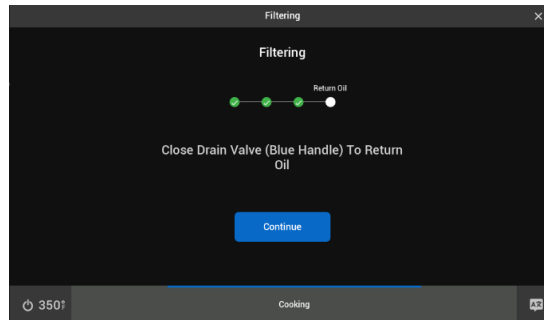 Filtering
Filtering
Return Oil
Close Drain Valve (Blue Handle) To Return
Oil
Continue
350°F
Cooking